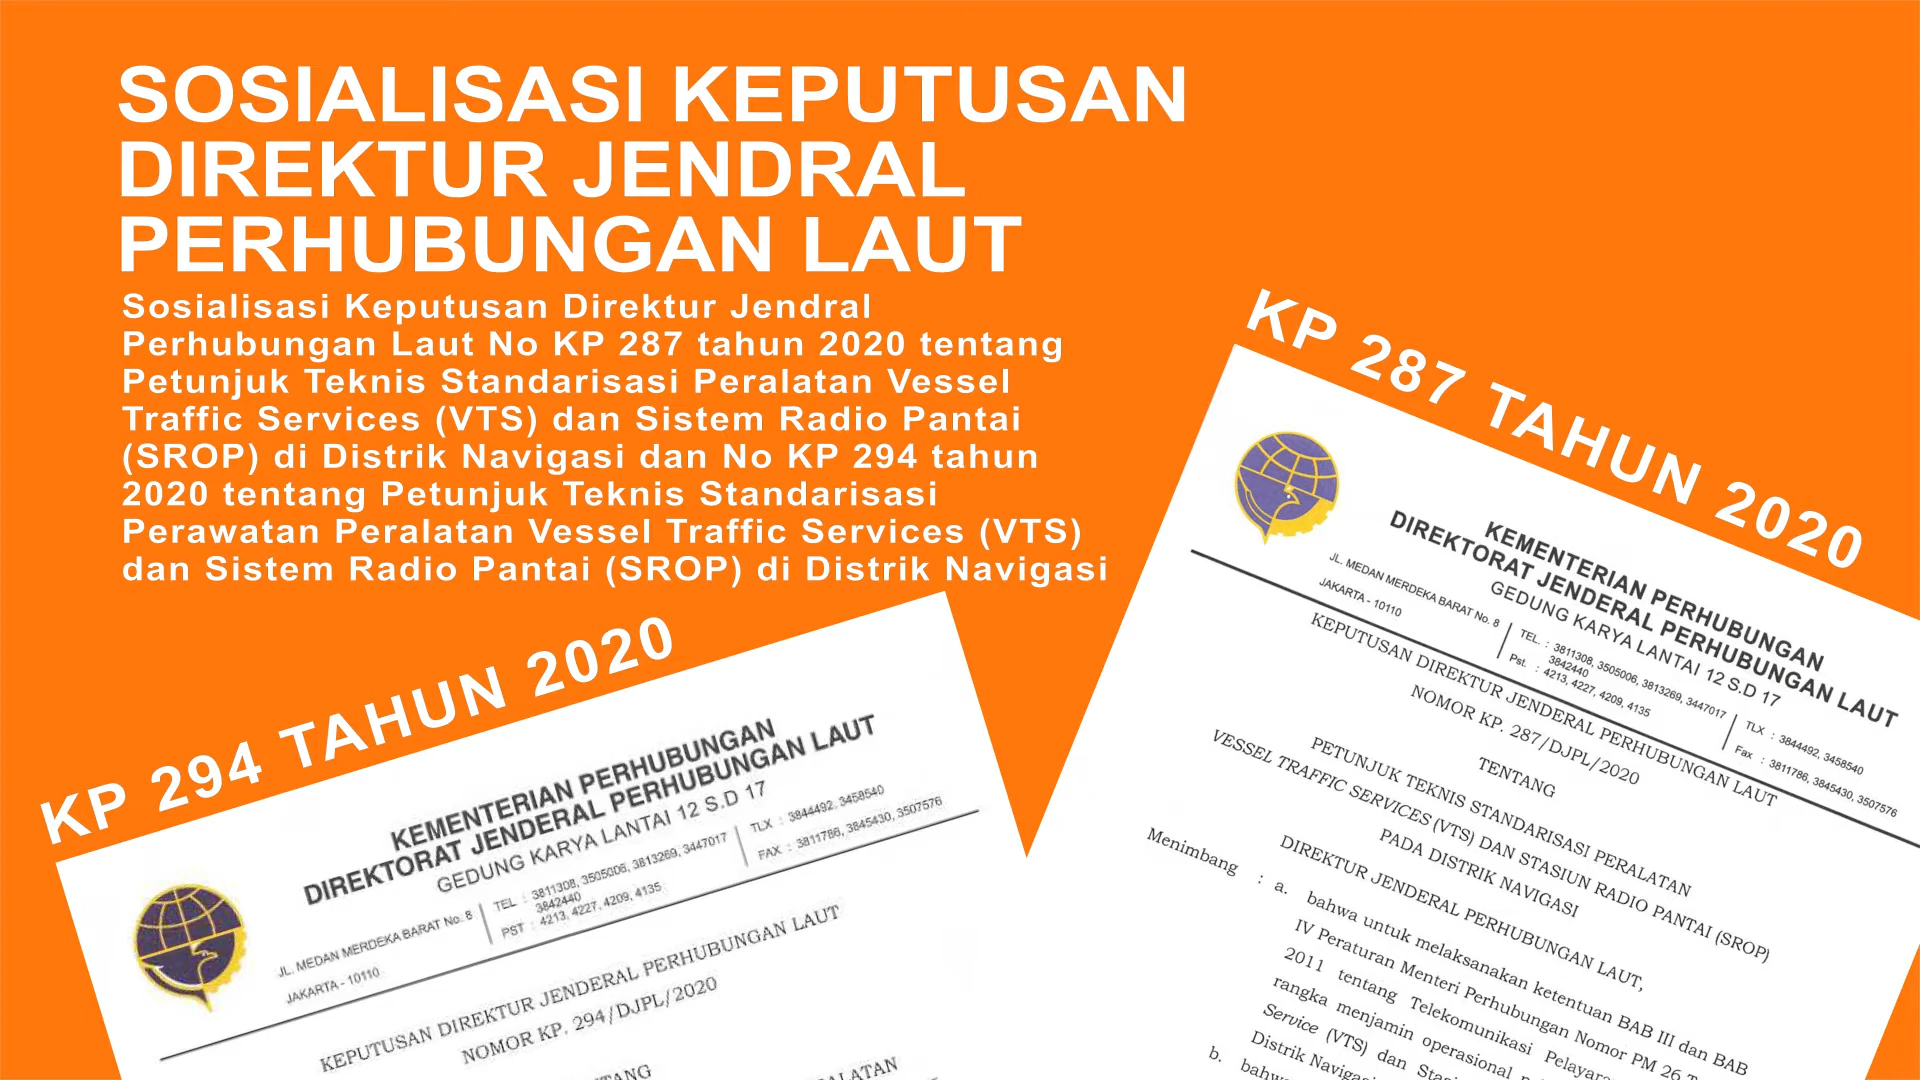 SOSIALISASI KEPUTUSAN
DIREKTUR JENDRAL
PERHUBUNGAN LAUT
Sosialisasi Keputusan Direktur Jendral
Perhubungan Laut No KP 287 tahun 2020 tentang
Petunjuk Teknis Standarisasi Peralatan Vessel
Traffic Services (VTS) dan Sistem Radio Pantai
(SROP) di Distrik Navigasi dan No KP 294 tahun
2020 tentang Petunjuk Teknis Standarisasi
Perawatan Peralatan Vessel Traffic Services (VTS)
dan Sistem Radio Pantai (SROP) di Distrik Navigasi
KP 294 TAHUN 2020
KEMENTERIAN PERHUBUNGAN
DIREKTORAT JENDERAL PERHUBUNGAN LAUT
GEDUNG KARYA LANTAI 12 S.D 17
JL. MEDAN MERDEKA BARAT No. 8
JAKARTA - 10110
TEL : 3811308, 3505006, 3813269, 3447017
3842440
PST : 4213, 4227, 4209, 4135
TLX : 3844492, 3458540
FAX : 3811786, 3845430, 3507576
KEPUTUSAN DIREKTUR JENDERAL PERHUBUNGAN LAUT
NOMOR KP. 294/DJPL/2020
KP 287 TAHUN 2020
KEMENTERIAN PERHUBUNGAN
DIREKTORAT JENDERAL PERHUBUNGAN LAUT
GEDUNG KARYA LANTAI 12 S.D 17
JL. MEDAN MERDEKA BARAT No. 8
JAKARTA - 10110
TEL. : 3811308, 3505006, 3813269, 3447017
3842440
Pst. : 4213, 4227, 4209, 4135
TLX : 3844492, 3458540
Fax : 3811786, 3845430, 3507576
KEPUTUSAN DIREKTUR JENDERAL PERHUBUNGAN LAUT
NOMOR KP. 287/DJPL/2020
TENTANG
PETUNJUK TEKNIS STANDARISASI PERALATAN
VESSEL TRAFFIC SERVICES (VTS) DAN STASIUN RADIO PANTAI (SROP)
PADA DISTRIK NAVIGASI
DIREKTUR JENDERAL PERHUBUNGAN LAUT,
Menimbang : a. bahwa untuk melaksanakan ketentuan BAB III dan BAB
IV Peraturan Menteri Perhubungan Nomor PM 26 T
2011 tentang Telekomunikasi Pelayar
rangka menjamin operasional
Service (VTS) dan
Distrik Navigas
b. bahw